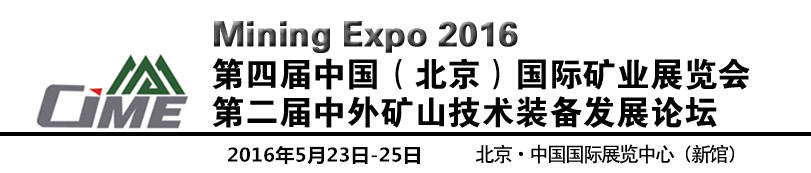 Mining Expo 2016
第四届中国（北京）国际矿业展览会
CIME
第二届中外矿山技术装备发展论坛
2016年5月23日-25日 北京·中国国际展览中心（新馆）